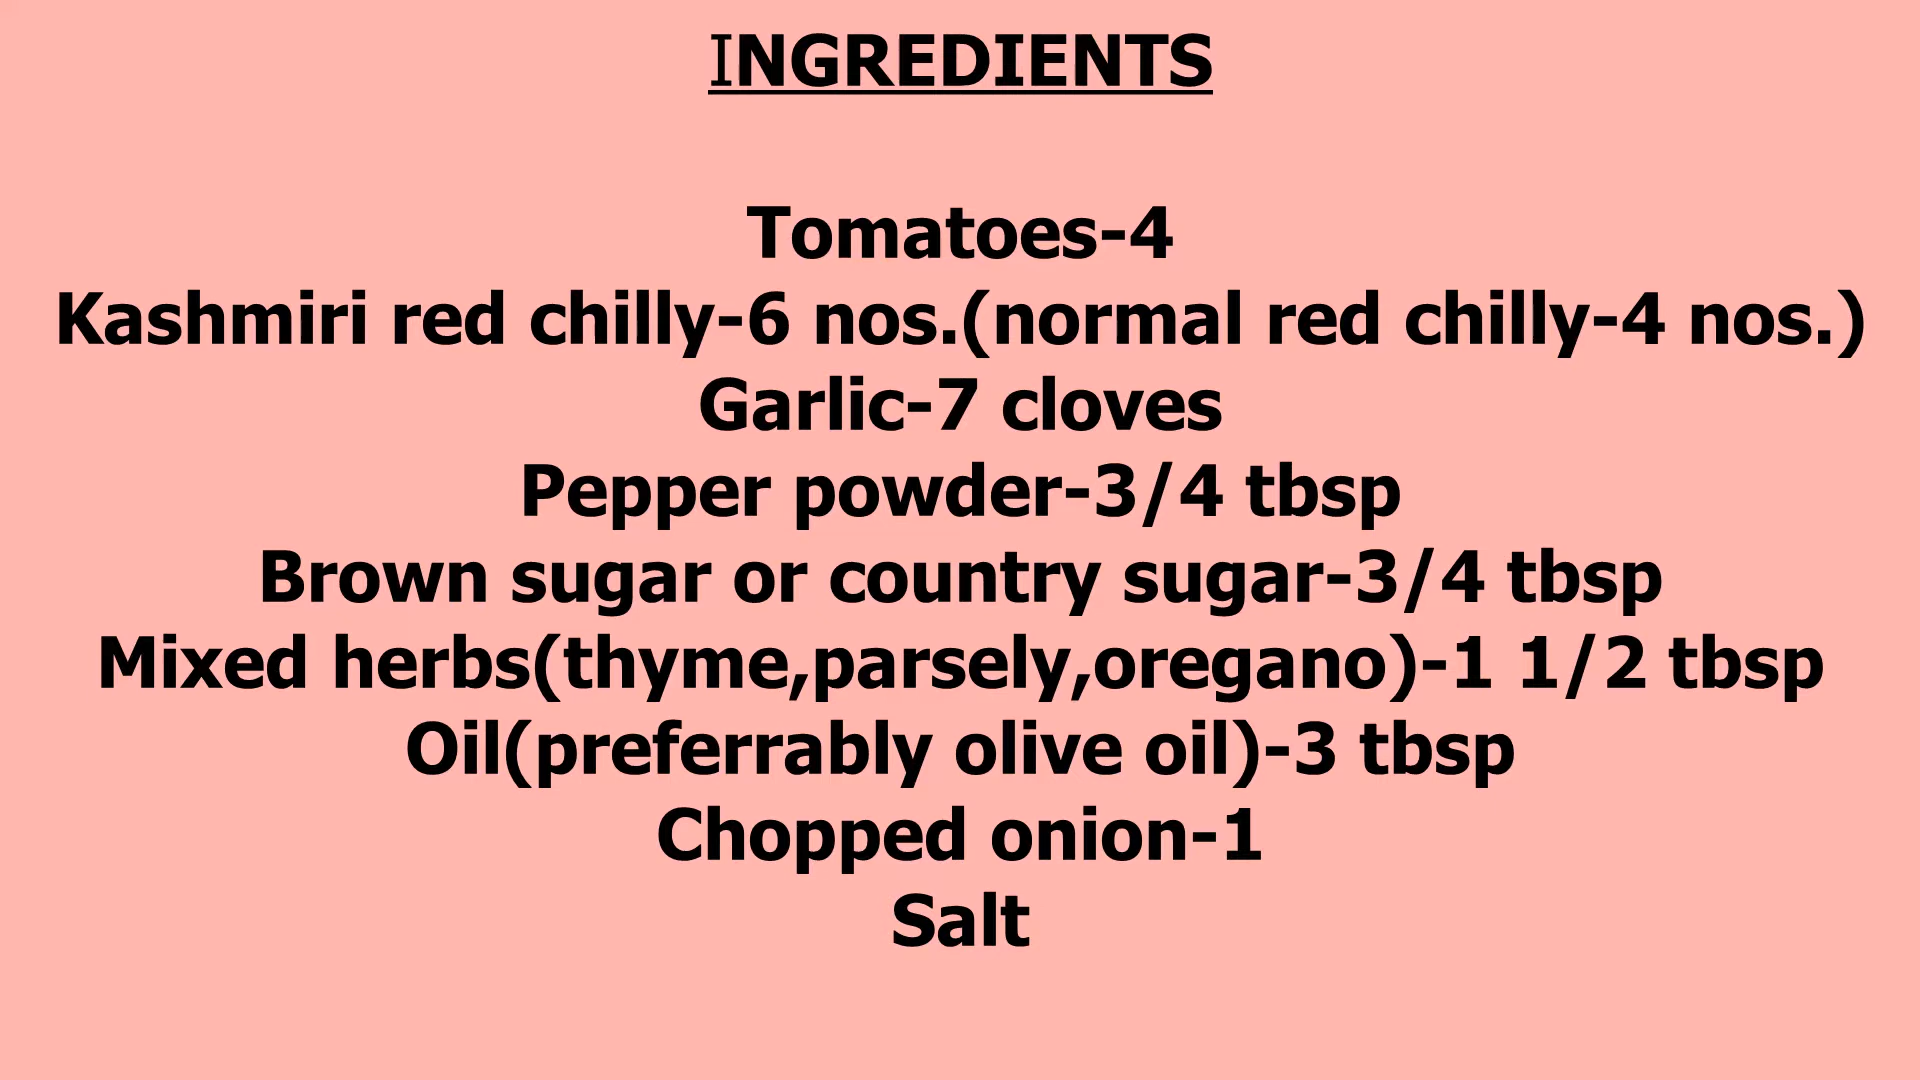 INGREDIENTS
Tomatoes-4
Kashmiri red chilly-6 nos.(normal red chilly-4 nos.)
Garlic-7 cloves
Pepper powder-3/4 tbsp
Brown sugar or country sugar-3/4 tbsp
Mixed herbs(thyme,parsely,oregano)-1 1/2 tbsp
Oil(preferrably olive oil)-3 tbsp
Chopped onion-1
Salt